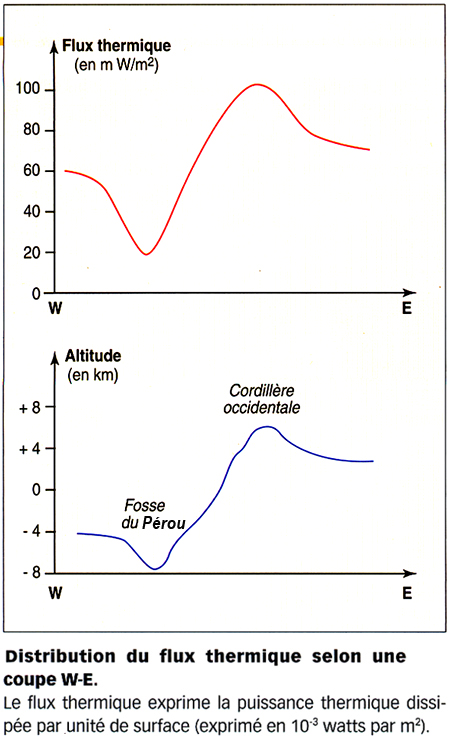 Flux thermique
(en m W/m²)
100
80
60
40
20
0
W
E
Altitude
(en km)
Cordillère
occidentale
+ 8
+ 4
0
Fosse
du Pérou
- 4
- 8
W
E
Distribution du flux thermique selon une
coupe W-E.
Le flux thermique exprime la puissance thermique dissi-
pée par unité de surface (exprimé en 10⁻³ watts par m²).